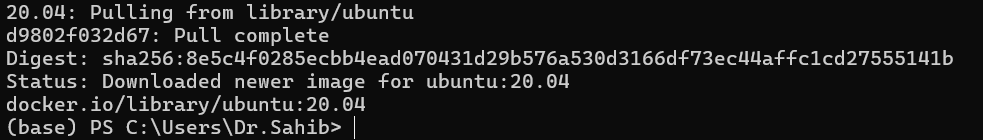 20.04: Pulling from library/ubuntu
d9802f032d67: Pull complete
Digest: sha256:8e5c4f0285ecbb4ead070431d29b576a530d3166df73ec44affc1cd27555141b
Status: Downloaded newer image for ubuntu:20.04
docker.io/library/ubuntu:20.04
(base) PS C:\Users\Dr.Sahib>